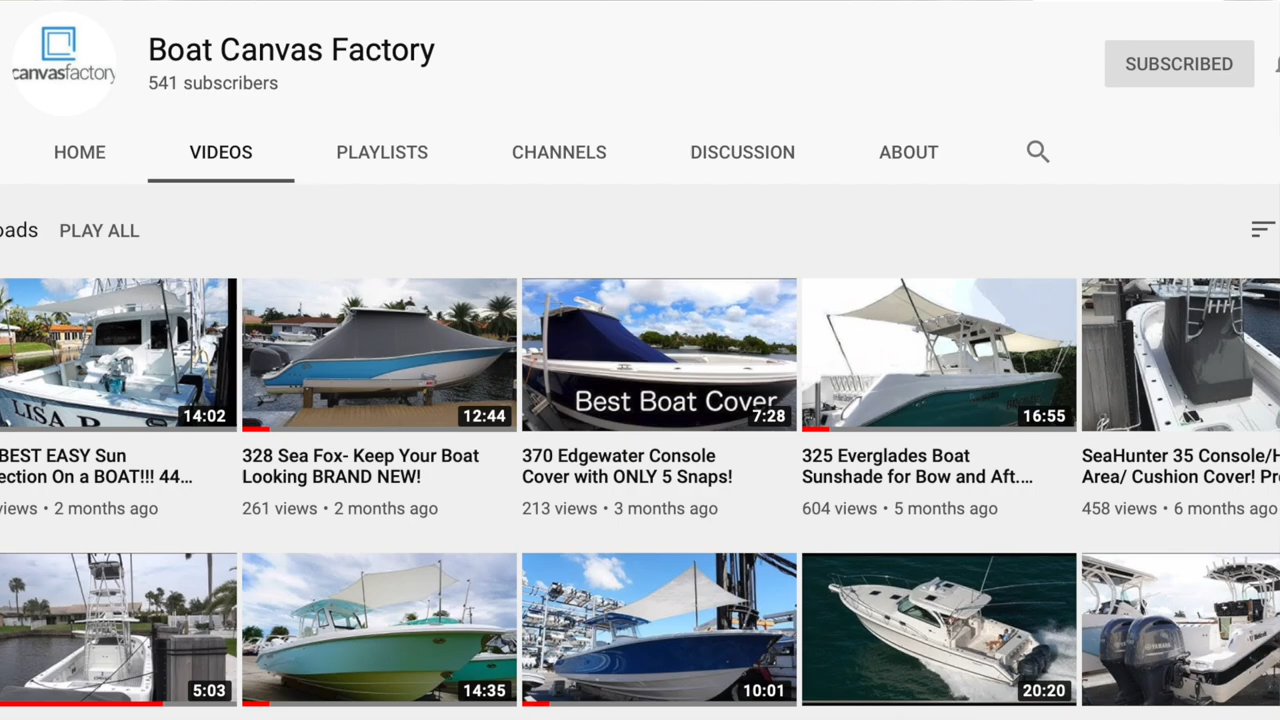 canvasfactory
Boat Canvas Factory
541 subscribers
SUBSCRIBED
HOME VIDEOS PLAYLISTS CHANNELS DISCUSSION ABOUT
oads PLAY ALL
LISA
14:02
12:44
Best Boat Cover
7:28
16:55
BEST EASY Sun
ection On a BOAT!!! 44...
views • 2 months ago
328 Sea Fox- Keep Your Boat
Looking BRAND NEW!
261 views • 2 months ago
370 Edgewater Console
Cover with ONLY 5 Snaps!
213 views • 3 months ago
325 Everglades Boat
Sunshade for Bow and Aft....
604 views • 5 months ago
SeaHunter 35 Console/H
Area/ Cushion Cover! Pr
458 views • 6 months ago
5:03
14:35
10:01
20:20